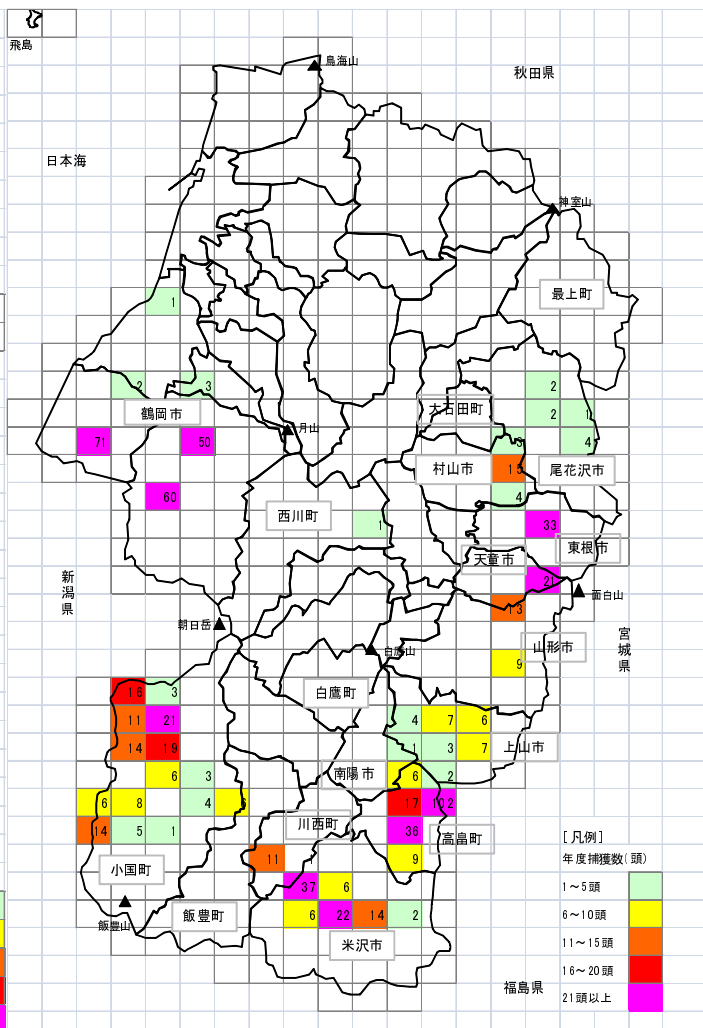 飛島
鳥海山
秋田県
日本海
神室山
最上町
1
2
3
2
大石田町
鶴岡市
2
1
71
50
月山
3
4
村山市
15
尾花沢市
60
4
西川町
1
33
東根市
天童市
21
新潟県
面白山
13
朝日岳
宮城県
山形市
白鷹山
9
16
3
白鷹町
11
21
4
7
6
14
19
1
3
7
上山市
6
3
南陽市
6
2
6
8
4
6
17
102
14
5
1
川西町
36
高畠町
[凡例]
11
1
9
年度捕獲数(頭)
小国町
37
6
1～5頭
飯豊山
飯豊町
6
22
14
2
6～10頭
米沢市
11～15頭
16～20頭
福島県
21頭以上